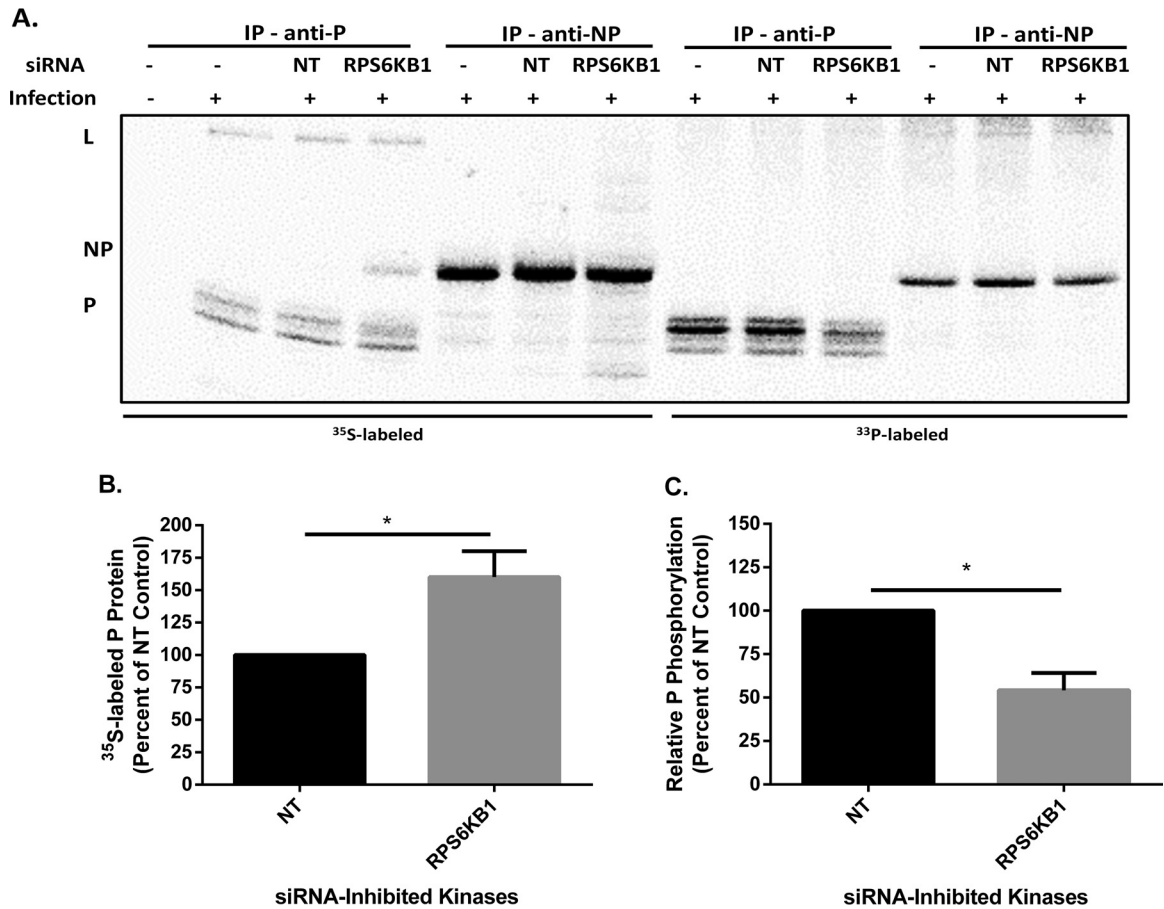 A.
IP - anti-P IP - anti-NP IP - anti-P IP - anti-NP
siRNA - - NT RPS6KB1 - NT RPS6KB1 - NT RPS6KB1 - NT RPS6KB1
Infection - + + + + + + + + + + + +
L
NP
P
35S-labeled 33P-labeled
B.
35S-labeled P Protein
(Percent of NT Control)
200
175
150
125
100
75
50
25
0
*
NT
RPS6KB1
siRNA-Inhibited Kinases
C.
Relative P Phosphorylation
(Percent of NT Control)
150
125
100
75
50
25
0
*
NT
RPS6KB1
siRNA-Inhibited Kinases